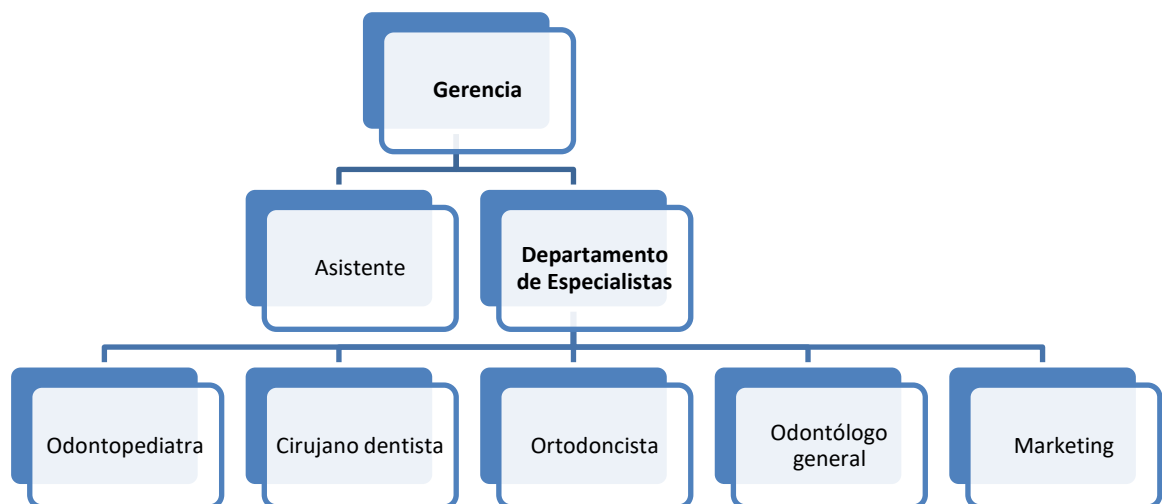 Gerencia
Asistente
Departamento
de Especialistas
Odontopediatra
Cirujano dentista
Ortodoncista
Odontólogo
general
Marketing